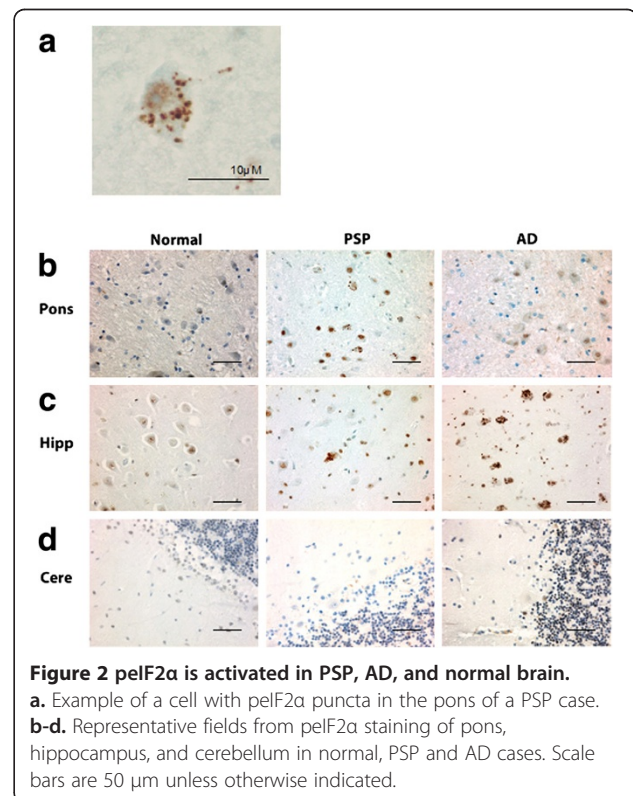 a
10µM
Normal PSP AD
b
Pons
c
Hipp
d
Cere
Figure 2 peIF2α is activated in PSP, AD, and normal brain.
a. Example of a cell with peIF2α puncta in the pons of a PSP case.
b-d. Representative fields from peIF2α staining of pons,
hippocampus, and cerebellum in normal, PSP and AD cases. Scale
bars are 50 µm unless otherwise indicated.